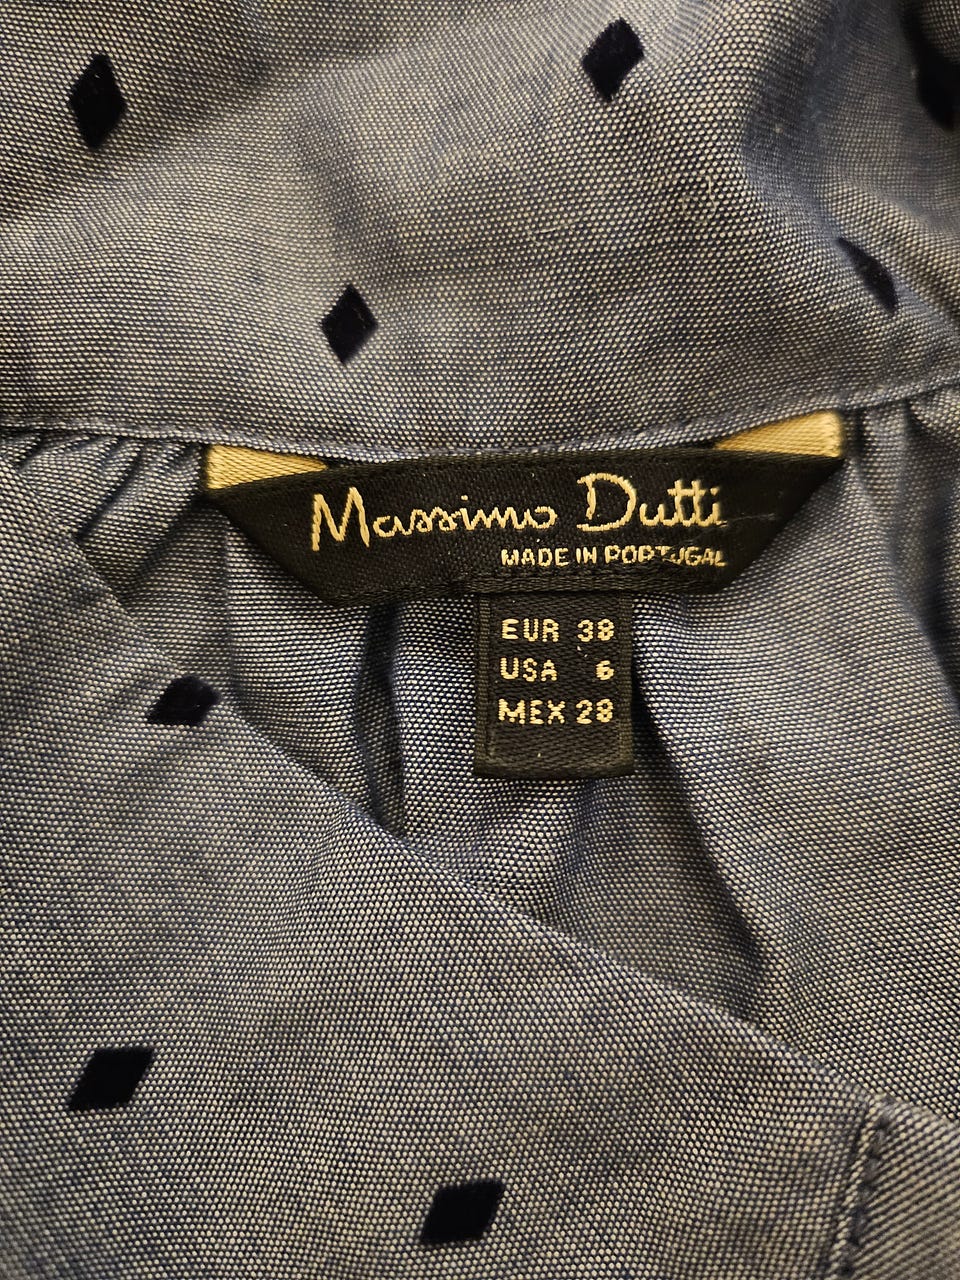 Massimo Dutti
MADE IN PORTUGAL
EUR 38
USA 6
MEX 28